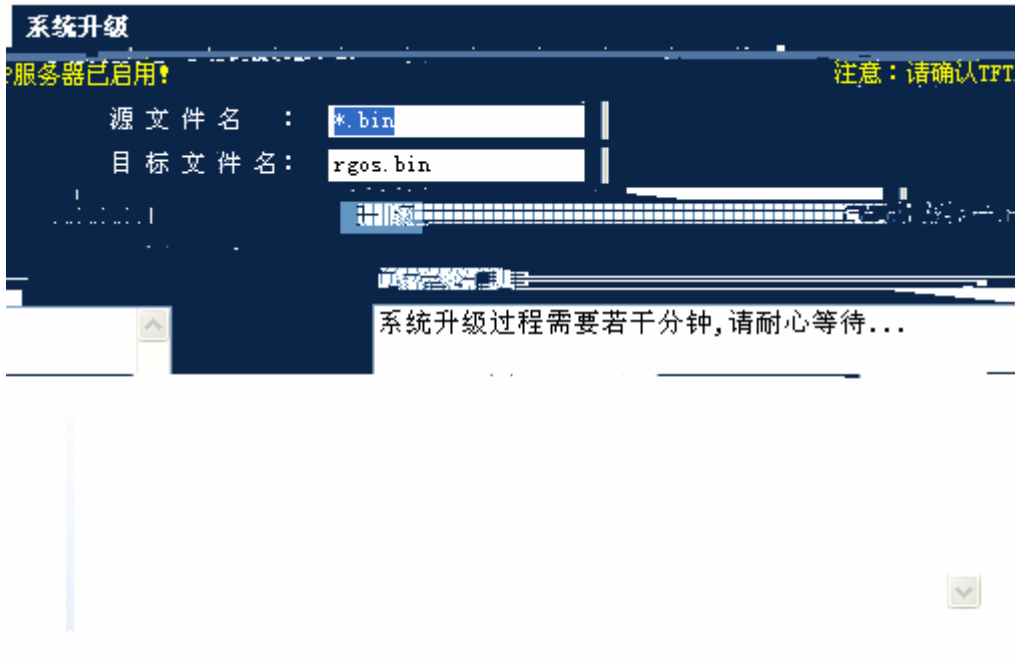 系统升级
服务器已启用!
注意：请确认TFT
源文件名 :
*.bin
目标文件名:
rgos.bin
升级
系统升级过程需要若干分钟,请耐心等待...